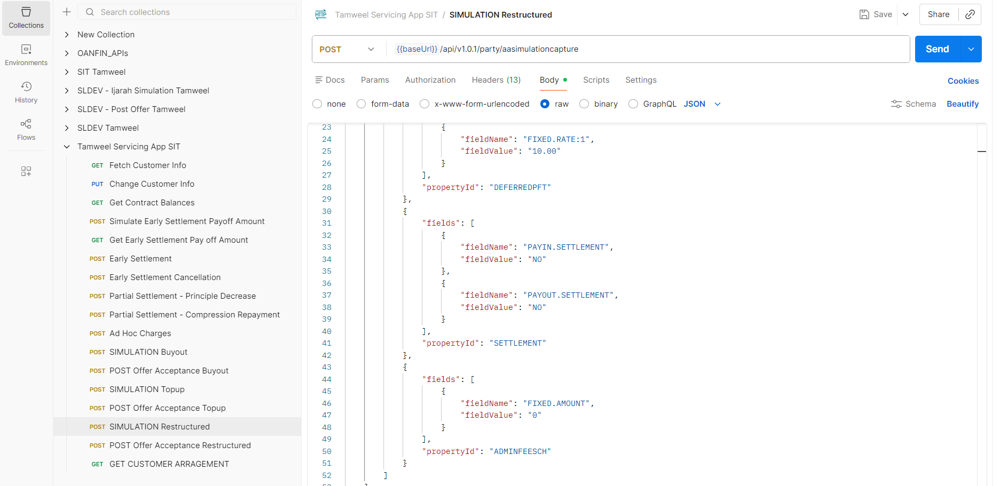 Collections
Environments
History
Flows
Search collections
New Collection
OANFIN_APIs
SIT Tamweel
SLDEV - Ijarah Simulation Tamweel
SLDEV - Post Offer Tamweel
SLDEV Tamweel
Tamweel Servicing App SIT
GET Fetch Customer Info
PUT Change Customer Info
GET Get Contract Balances
POST Simulate Early Settlement Payoff Amount
GET Get Early Settlement Pay off Amount
POST Early Settlement
POST Early Settlement Cancellation
POST Partial Settlement - Principle Decrease
POST Partial Settlement - Compression Repayment
POST Ad Hoc Charges
POST SIMULATION Buyout
POST POST Offer Acceptance Buyout
POST SIMULATION Topup
POST POST Offer Acceptance Topup
POST SIMULATION Restructured
POST POST Offer Acceptance Restructured
GET GET CUSTOMER ARRAGEMENT
HTTP Tamweel Servicing App SIT / SIMULATION Restructured
Save
Share
POST
{{baseUrl}} /api/v1.0.1/party/aasimulationcapture
Send
Docs Params Authorization Headers (13) Body Scripts Settings
Cookies
none form-data x-www-form-urlencoded raw binary GraphQL JSON
Schema Beautify
23 {
24 "fieldName": "FIXED.RATE:1",
25 "fieldValue": "10.00"
26 }
27 ],
28 "propertyId": "DEFERREDPFT"
29 },
30 {
31 "fields": [
32 {
33 "fieldName": "PAYIN.SETTLEMENT",
34 "fieldValue": "NO"
35 },
36 {
37 "fieldName": "PAYOUT.SETTLEMENT",
38 "fieldValue": "NO"
39 }
40 ],
41 "propertyId": "SETTLEMENT"
42 },
43 {
44 "fields": [
45 {
46 "fieldName": "FIXED.AMOUNT",
47 "fieldValue": "0"
48 }
49 ],
50 "propertyId": "ADMINFEESCH"
51 }
52 ]